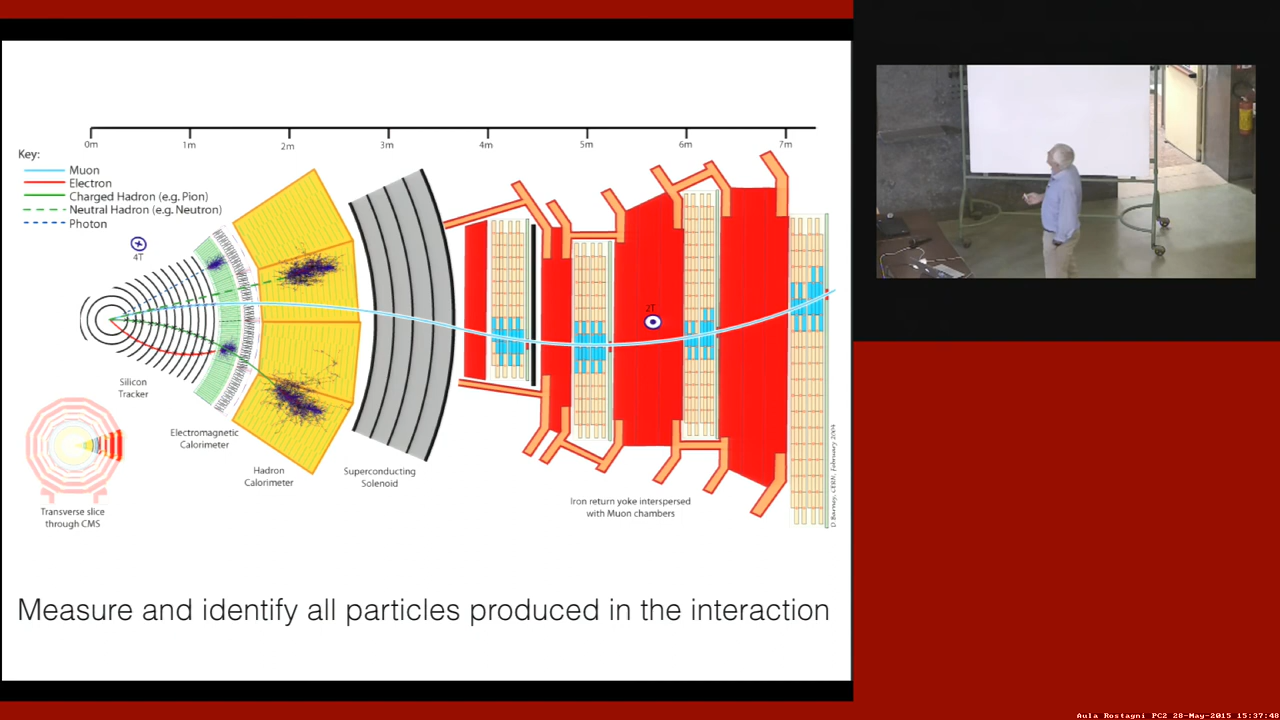 0m 1m 2m 3m 4m 5m 6m 7m
Key:
Muon
Electron
Charged Hadron (e.g. Pion)
Neutral Hadron (e.g. Neutron)
Photon
4T
2T
Silicon
Tracker
Electromagnetic
Calorimeter
Hadron
Calorimeter
Superconducting
Solenoid
Iron return yoke interspersed
with Muon chambers
Transverse slice
through CMS
D. Barney, CERN, February 2004
Measure and identify all particles produced in the interaction
Aula Rostagni PC2 28-May-2015 15:37:48